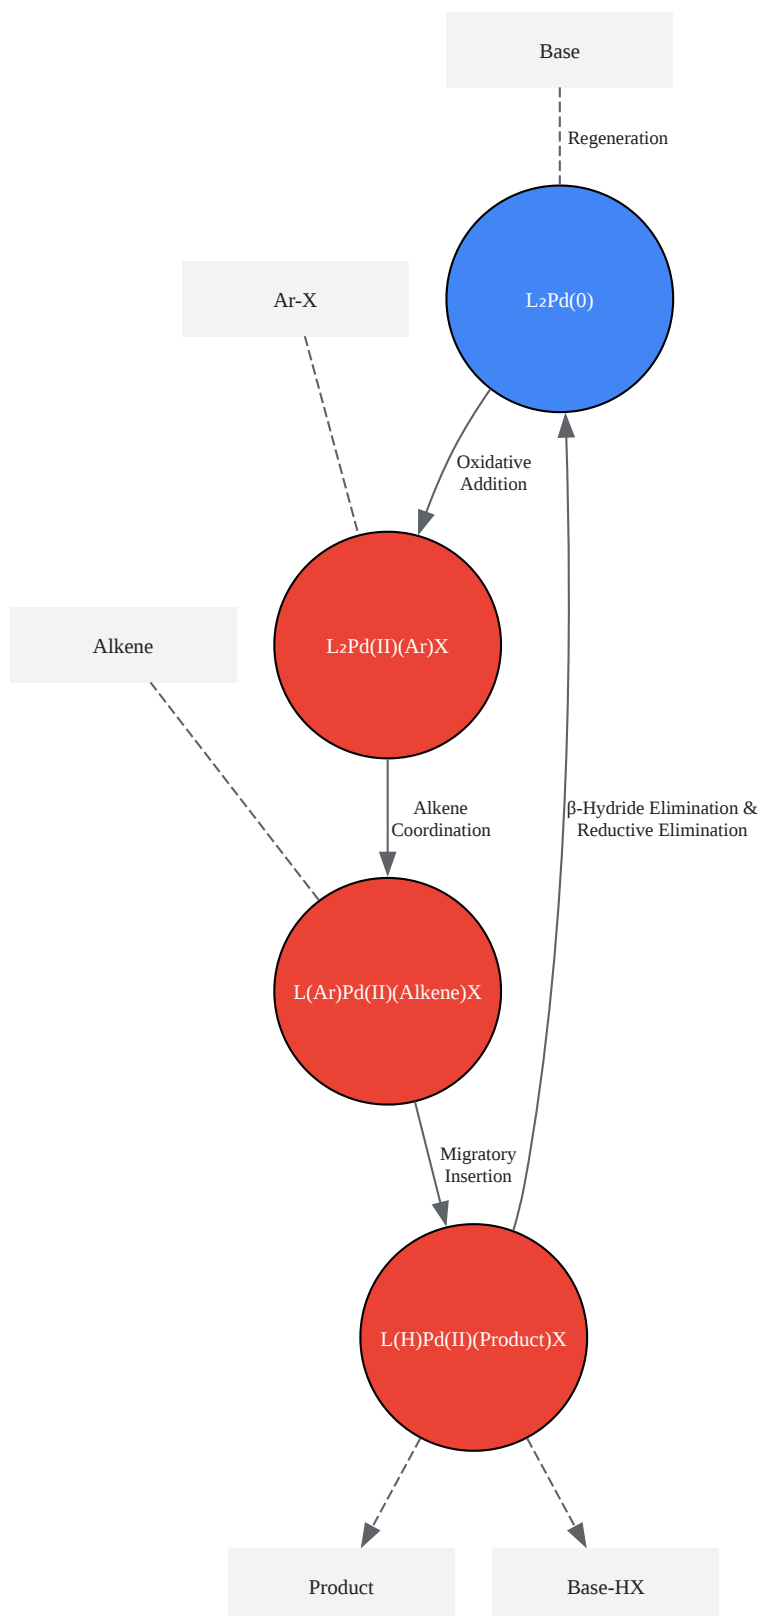 Base
Regeneration
L₂Pd(0)
Ar-X
Oxidative
Addition
L₂Pd(II)(Ar)X
Alkene
Alkene
Coordination
β-Hydride Elimination &
Reductive Elimination
L(Ar)Pd(II)(Alkene)X
Migratory
Insertion
L(H)Pd(II)(Product)X
Product
Base-HX